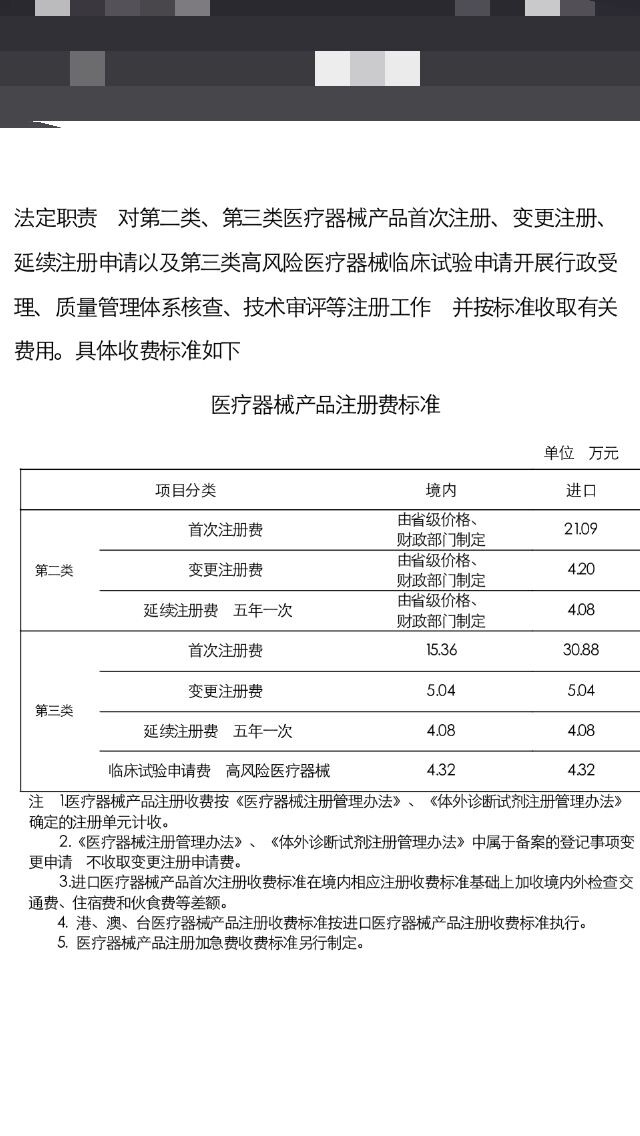 法定职责 对第二类、第三类医疗器械产品首次注册、变更注册、
延续注册申请以及第三类高风险医疗器械临床试验申请开展行政受
理、质量管理体系核查、技术审评等注册工作 并按标准收取有关
费用。具体收费标准如下
医疗器械产品注册费标准
单位 万元
项目分类 境内 进口
第二类
首次注册费 由省级价格、
财政部门制定 21.09
变更注册费 由省级价格、
财政部门制定 4.20
延续注册费 五年一次 由省级价格、
财政部门制定 4.08
第三类
首次注册费 15.36 30.88
变更注册费 5.04 5.04
延续注册费 五年一次 4.08 4.08
临床试验申请费 高风险医疗器械 4.32 4.32
注 1.医疗器械产品注册收费按《医疗器械注册管理办法》、《体外诊断试剂注册管理办法》
确定的注册单元计收。
2.《医疗器械注册管理办法》、《体外诊断试剂注册管理办法》中属于备案的登记事项变
更申请 不收取变更注册申请费。
3.进口医疗器械产品首次注册收费标准在境内相应注册收费标准基础上加收境内外检查交
通费、住宿费和伙食费等差额。
4. 港、澳、台医疗器械产品注册收费标准按进口医疗器械产品注册收费标准执行。
5. 医疗器械产品注册加急费收费标准另行制定。